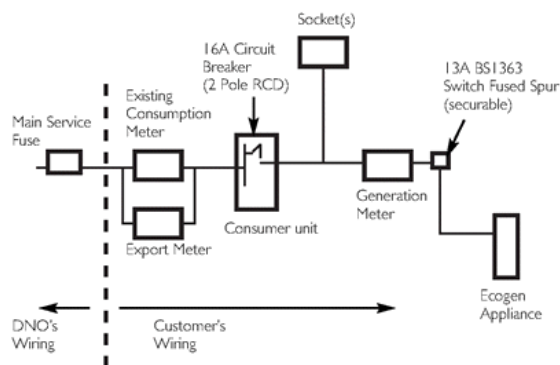 Socket(s)
16A Circuit
Breaker
(2 Pole RCD)
13A BS1363
Switch Fused Spur
(securable)
Existing
Consumption
Meter
Main Service
Fuse
Generation
Meter
Consumer unit
Export Meter
Ecogen
Appliance
DNO's
Wiring
Customer's
Wiring